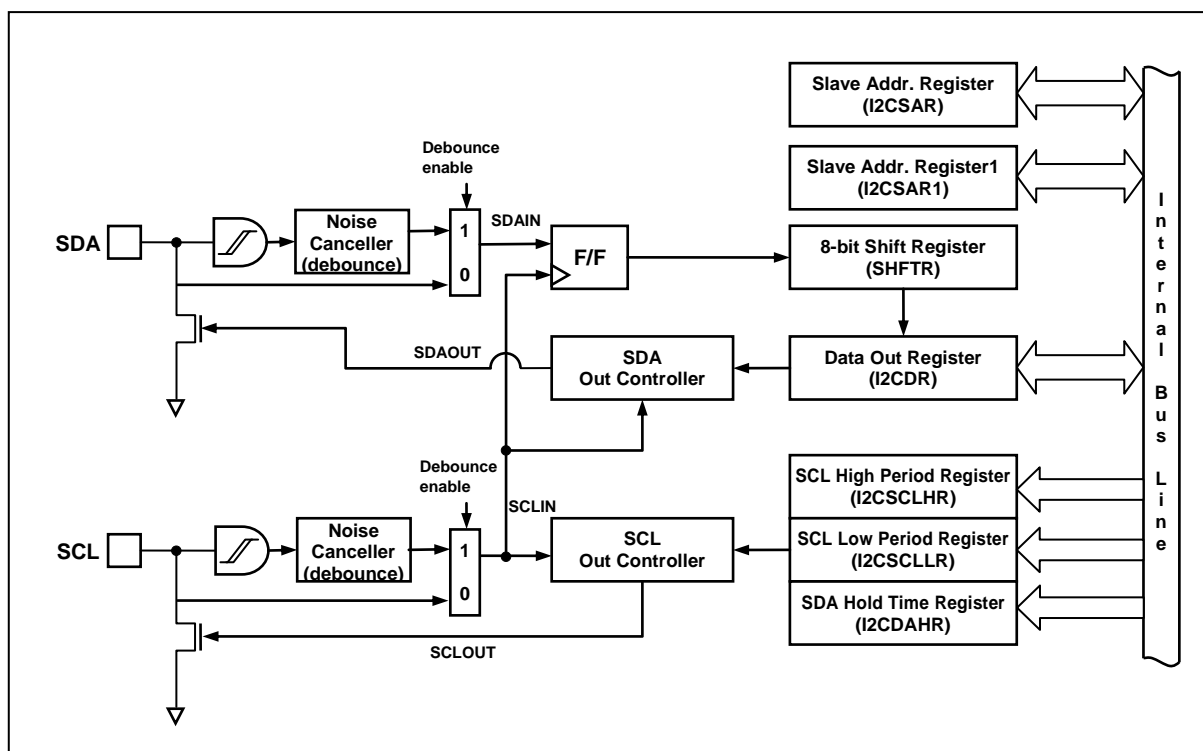 Slave Addr. Register
(I2CSAR)
Slave Addr. Register1
(I2CSAR1)
Debounce
enable
SDAIN
SDA
Noise
Canceller
(debounce)
1
0
F/F
8-bit Shift Register
(SHFTR)
SDAOUT
SDA
Out Controller
Data Out Register
(I2CDR)
Internal Bus Line
Debounce
enable
SCLIN
SCL
Noise
Canceller
(debounce)
1
0
SCL
Out Controller
SCL High Period Register
(I2CSCLHR)
SCL Low Period Register
(I2CSCLLR)
SDA Hold Time Register
(I2CDAHR)
SCLOUT